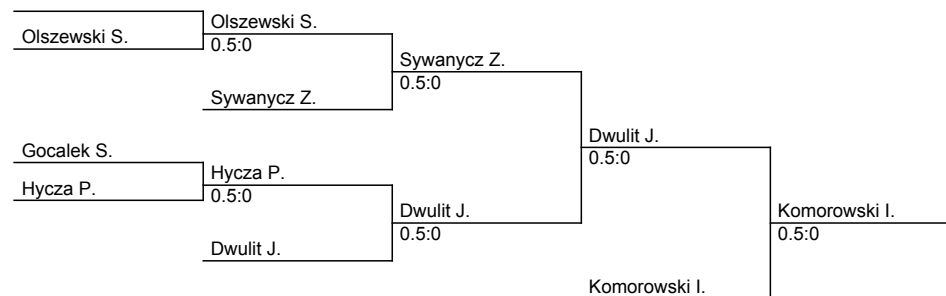 Olszewski S.
Olszewski S.
0.5:0
Sywanycz Z.
Sywanycz Z.
0.5:0
Gocalek S.
Hycza P.
Hycza P.
0.5:0
Dwulit J.
Dwulit J.
0.5:0
Dwulit J.
0.5:0
Komorowski I.
Komorowski I.
0.5:0